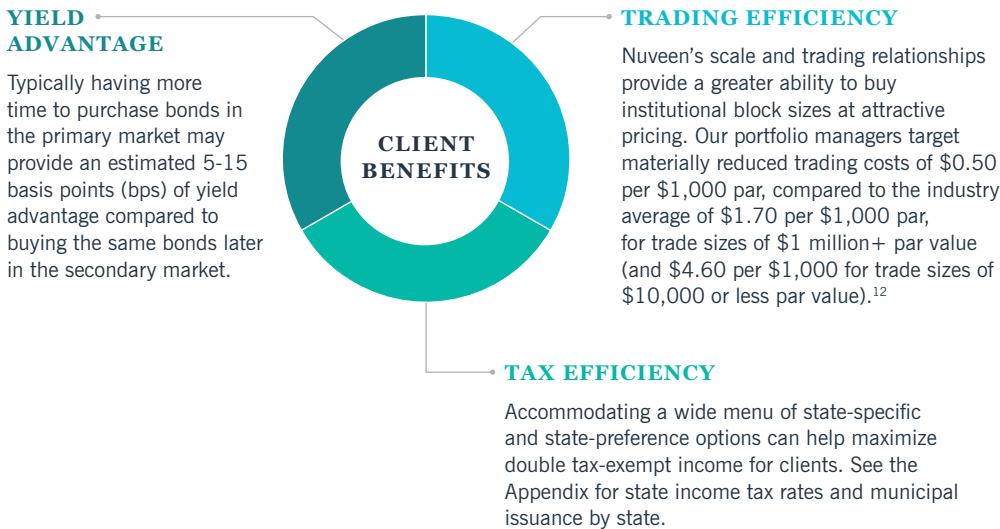 YIELD
ADVANTAGE
Typically having more
time to purchase bonds in
the primary market may
provide an estimated 5-15
basis points (bps) of yield
advantage compared to
buying the same bonds later
in the secondary market.
CLIENT
BENEFITS
TRADING EFFICIENCY
Nuveen’s scale and trading relationships
provide a greater ability to buy
institutional block sizes at attractive
pricing. Our portfolio managers target
materially reduced trading costs of $0.50
per $1,000 par, compared to the industry
average of $1.70 per $1,000 par,
for trade sizes of $1 million+ par value
(and $4.60 per $1,000 for trade sizes of
$10,000 or less par value).¹²
TAX EFFICIENCY
Accommodating a wide menu of state-specific
and state-preference options can help maximize
double tax-exempt income for clients. See the
Appendix for state income tax rates and municipal
issuance by state.